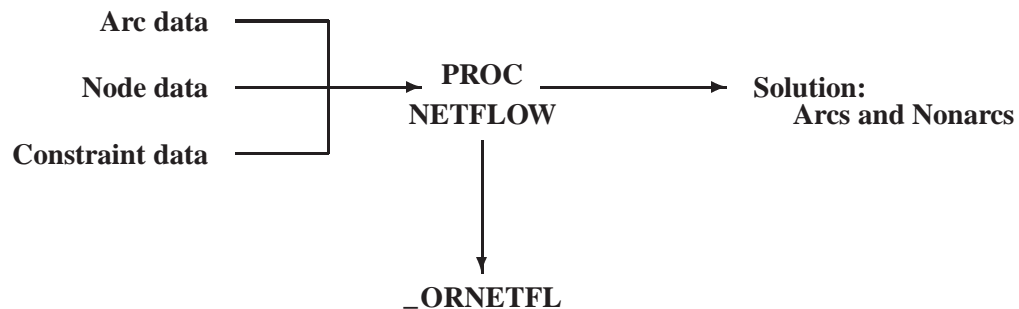 Arc data
Node data
Constraint data
PROC
NETFLOW
Solution:
Arcs and Nonarcs
_ORNETFL